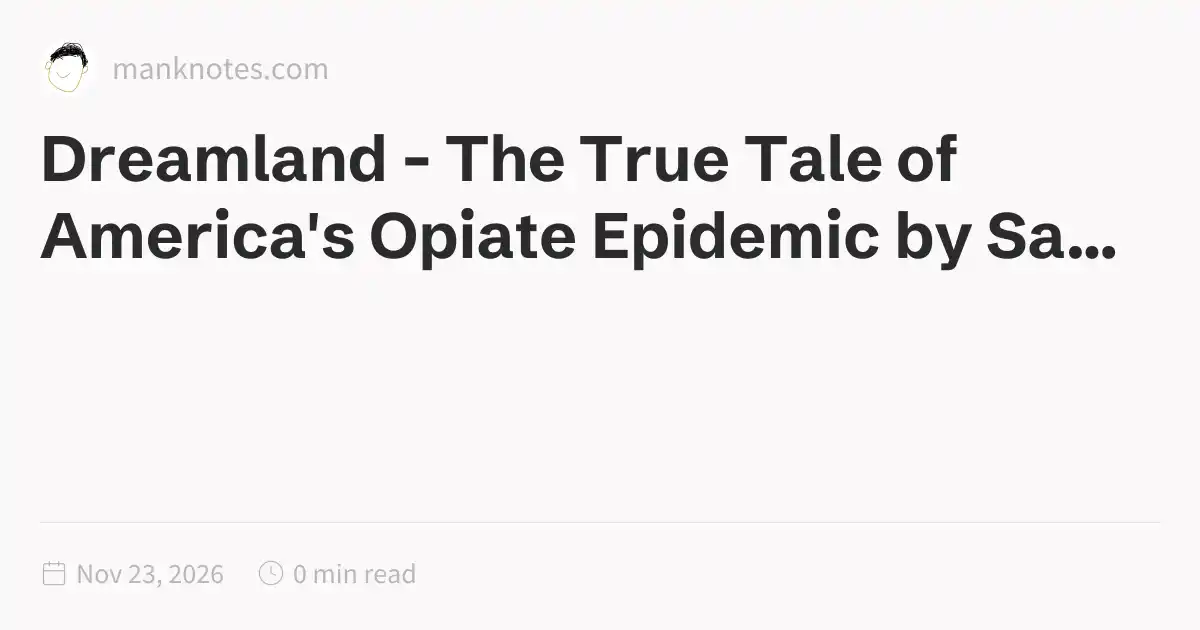 manknotes.com
Dreamland - The True Tale of
America's Opiate Epidemic by Sa...
Nov 23, 2026 0 min read